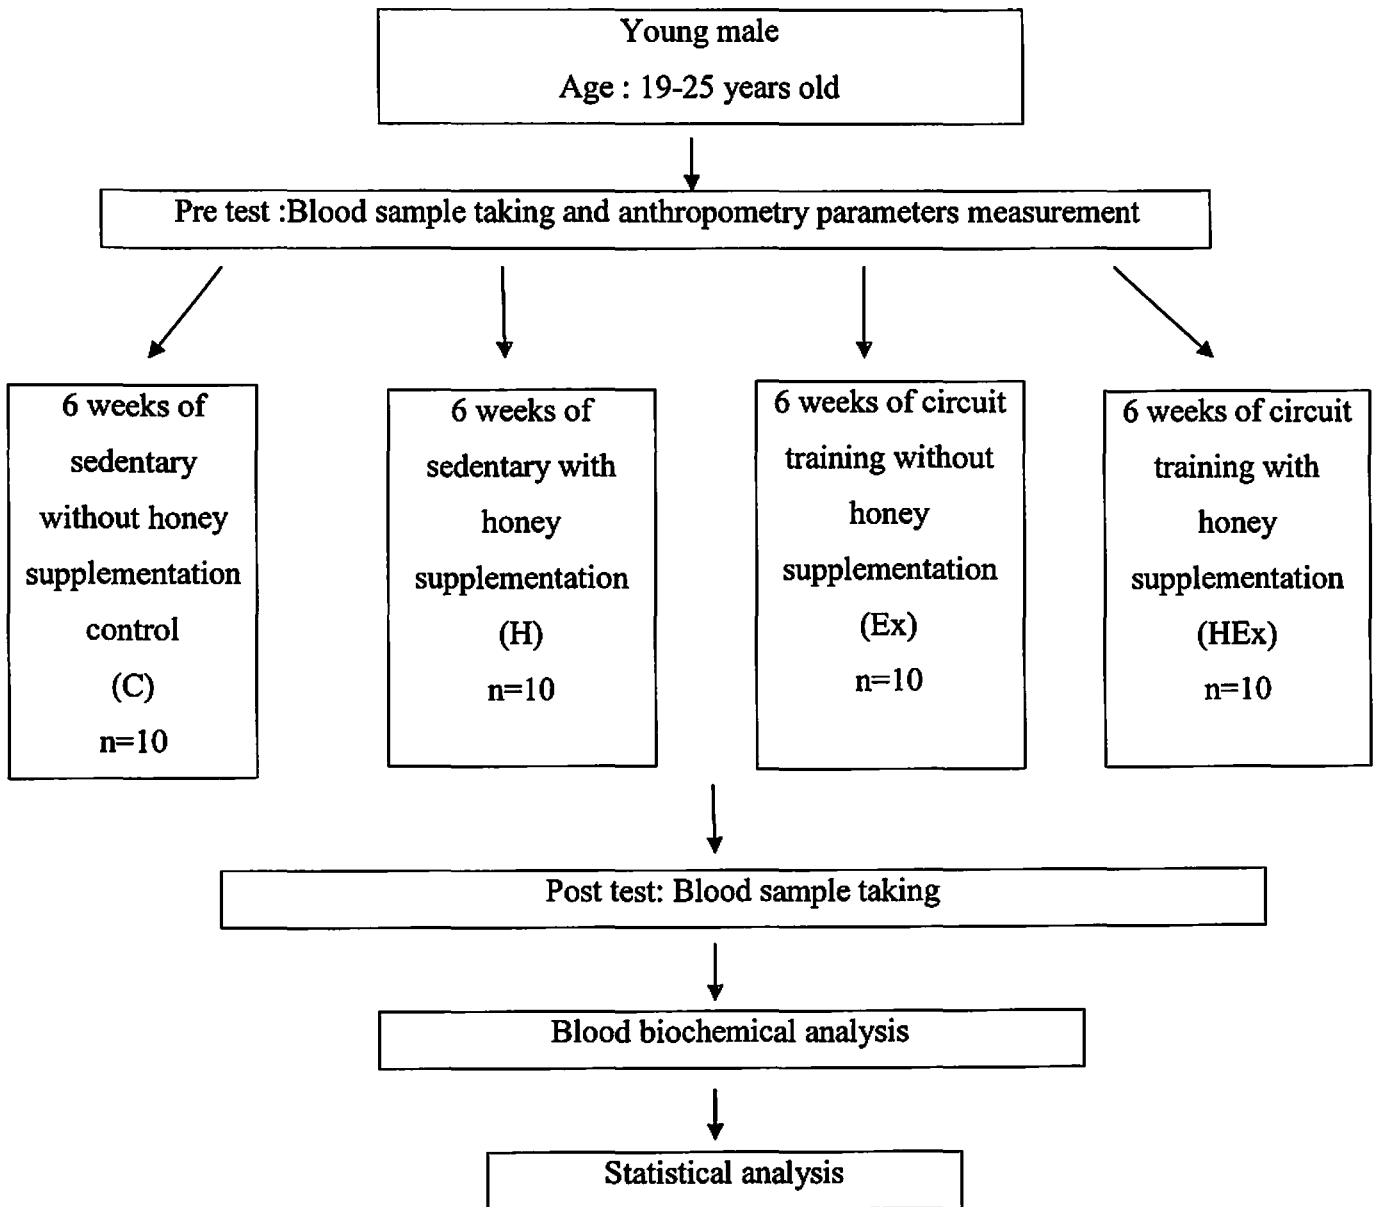 Young male
Age : 19-25 years old
Pre test :Blood sample taking and anthropometry parameters measurement
6 weeks of
sedentary
without honey
supplementation
control
(C)
n=10
6 weeks of
sedentary with
honey
supplementation
(H)
n=10
6 weeks of circuit
training without
honey
supplementation
(Ex)
n=10
6 weeks of circuit
training with
honey
supplementation
(HEx)
n=10
Post test: Blood sample taking
Blood biochemical analysis
Statistical analysis